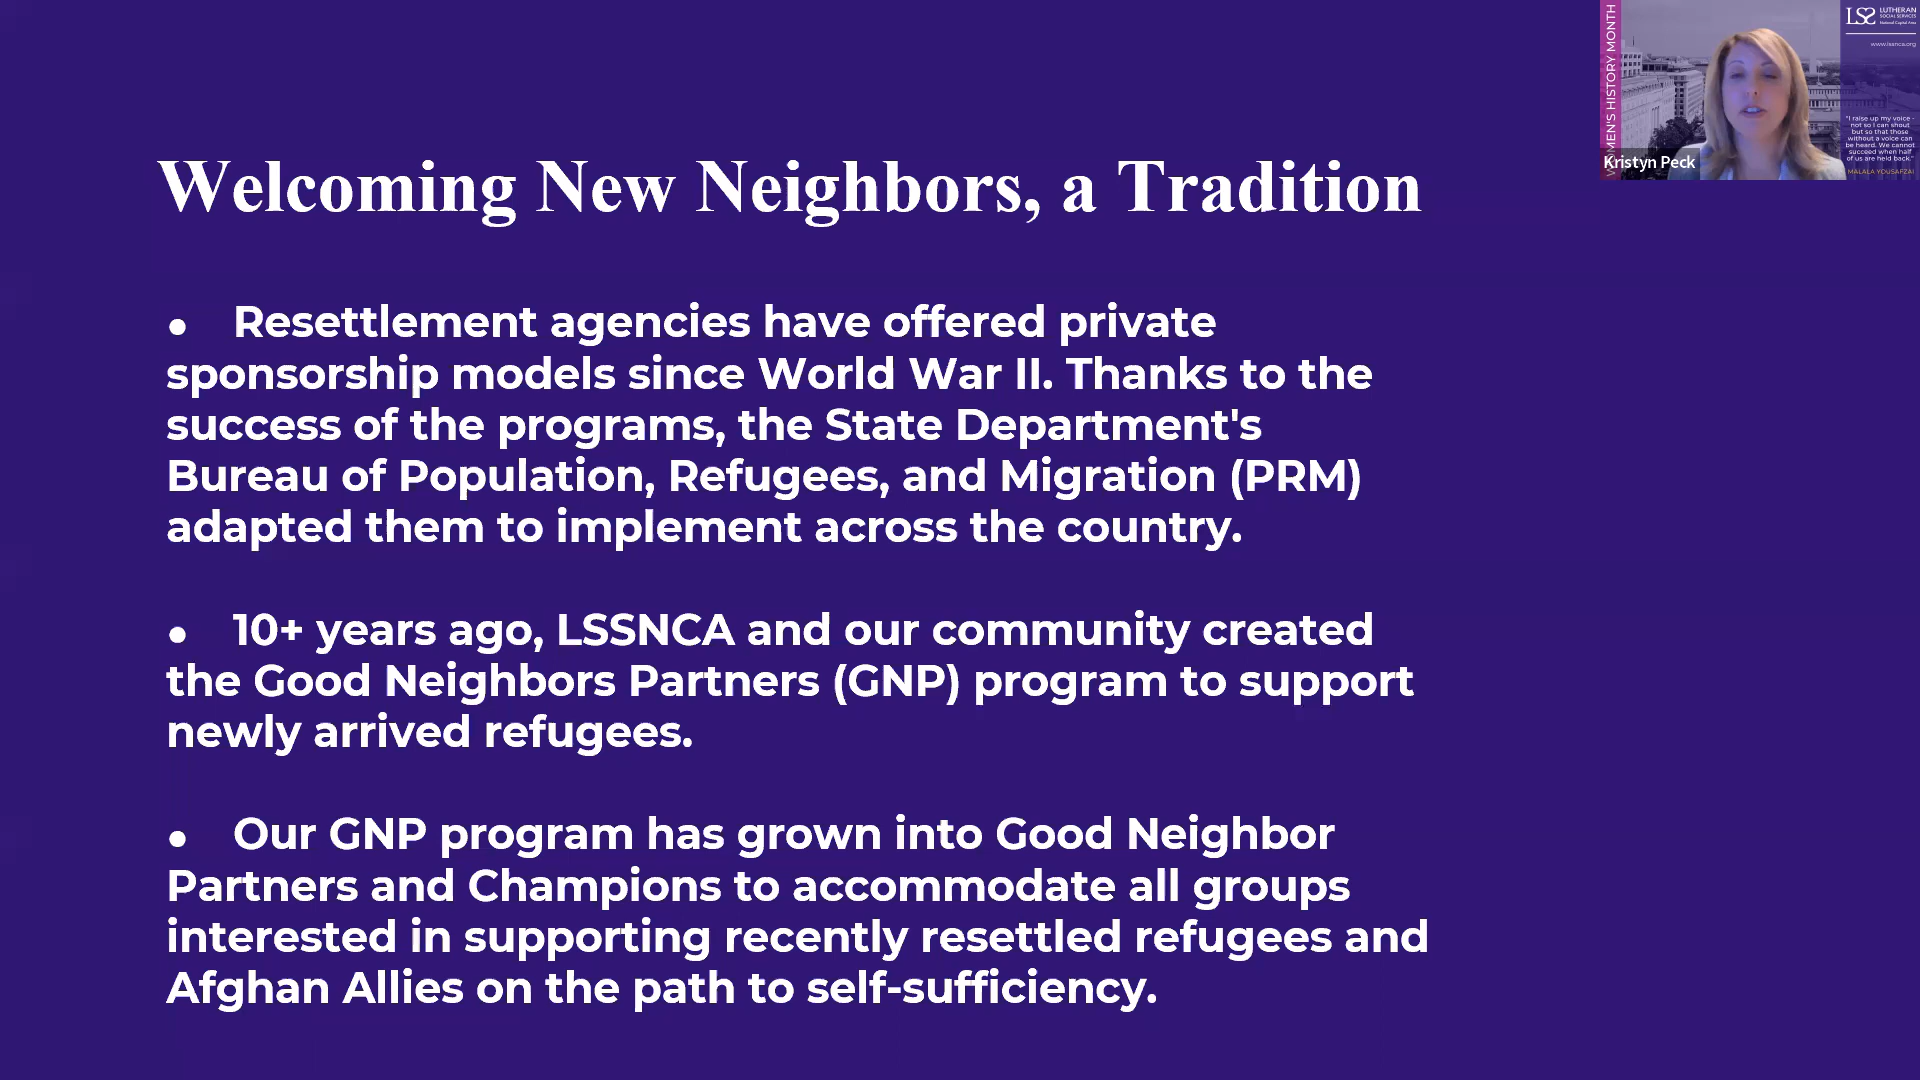 Welcoming New Neighbors, a Tradition
● Resettlement agencies have offered private
sponsorship models since World War II. Thanks to the
success of the programs, the State Department's
Bureau of Population, Refugees, and Migration (PRM)
adapted them to implement across the country.
● 10+ years ago, LSSNCA and our community created
the Good Neighbors Partners (GNP) program to support
newly arrived refugees.
● Our GNP program has grown into Good Neighbor
Partners and Champions to accommodate all groups
interested in supporting recently resettled refugees and
Afghan Allies on the path to self-sufficiency.
WOMEN'S HISTORY MONTH
Kristyn Peck
LSS LUTHERAN
SOCIAL SERVICES
National Capital Area
www.lssnca.org
"I raise up my voice -
not so I can shout
but so that those
without a voice can
be heard. We cannot
succeed when half
of us are held back."
MALALA YOUSAFZAI